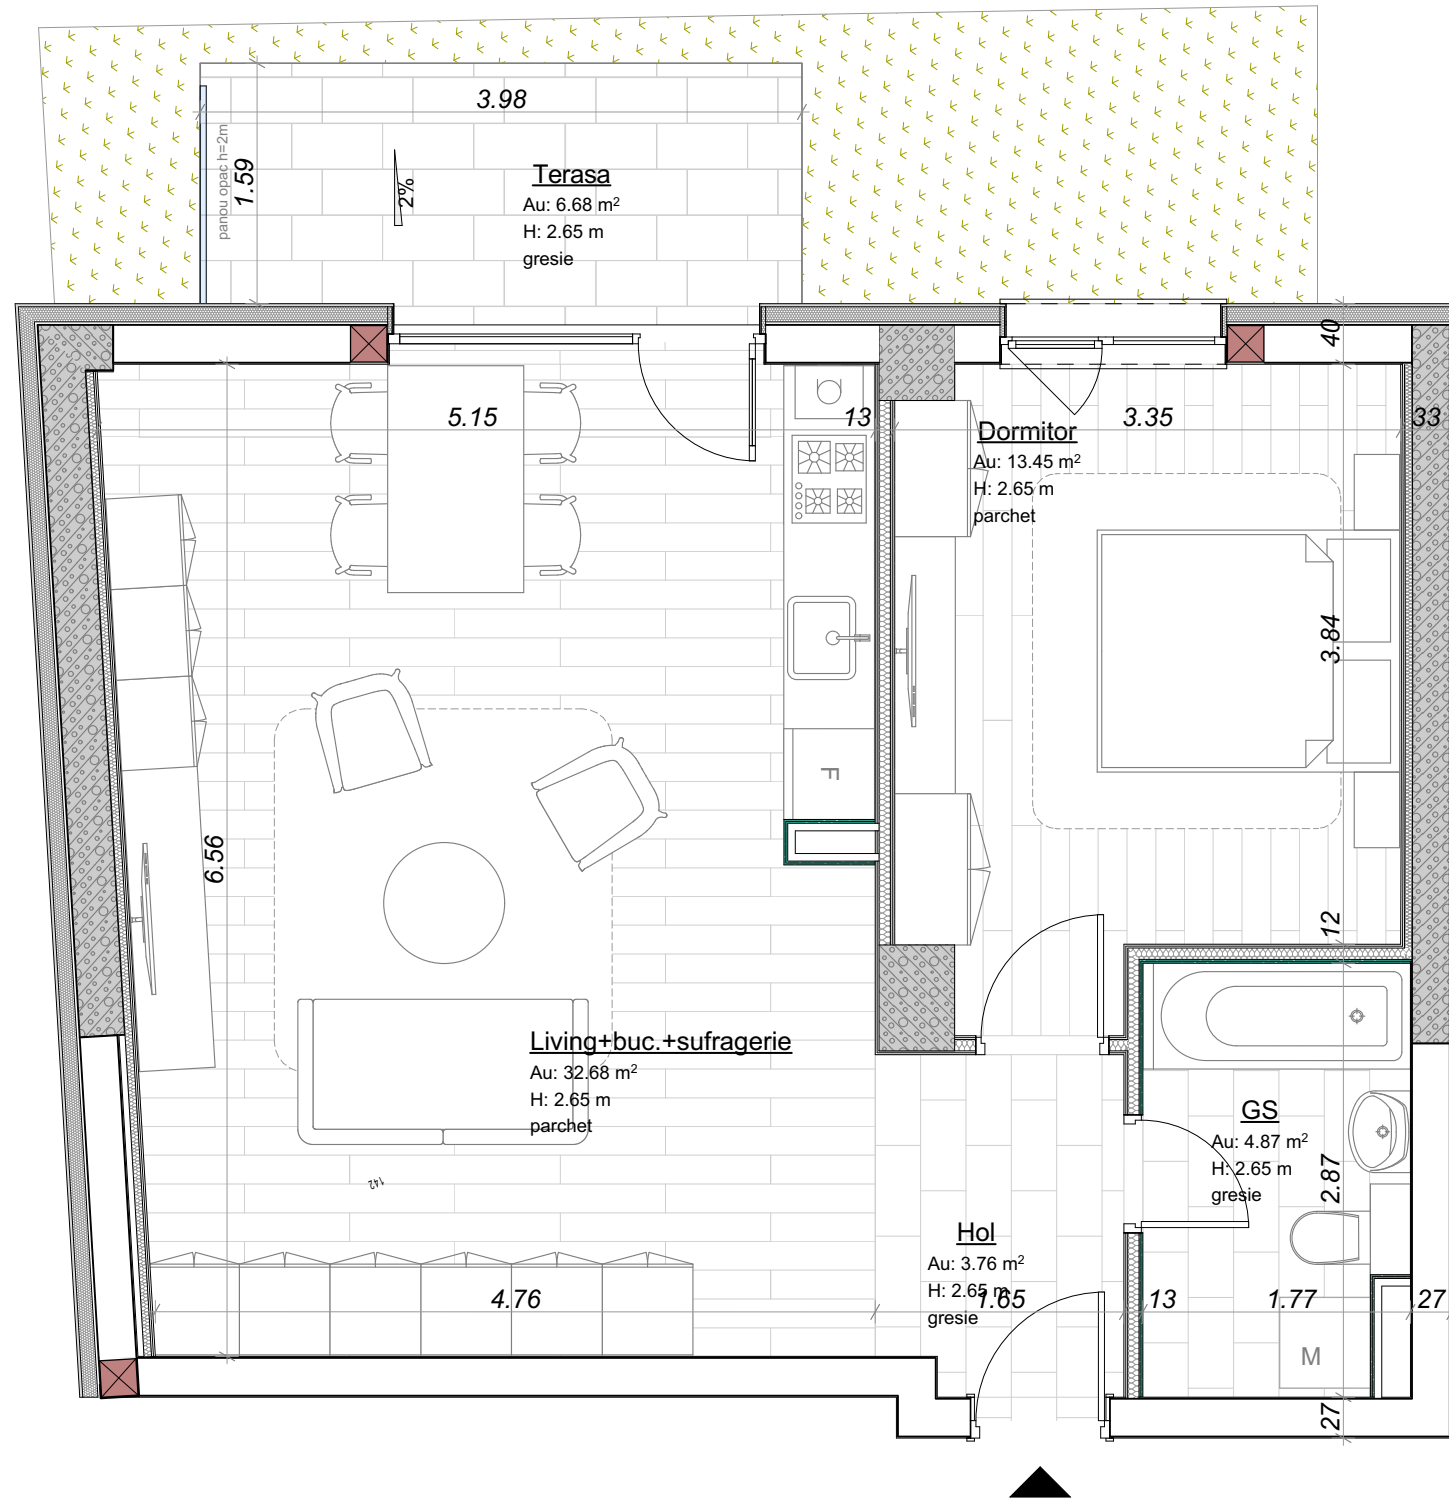 3.98
panou opac h=2m
1.59
2%
Terasa
Au: 6.68 m²
H: 2.65 m
gresie
40
5.15
13
3.35
33
Dormitor
Au: 13.45 m²
H: 2.65 m
parchet
3.84
F
6.56
12
Living+buc.+sufragerie
Au: 32.68 m²
H: 2.65 m
parchet
142
GS
Au: 4.87 m²
H: 2.65 m
gresie
2.87
Hol
Au: 3.76 m²
H: 2.65 m
gresie
4.76
1.65
13
1.77
27
M
27